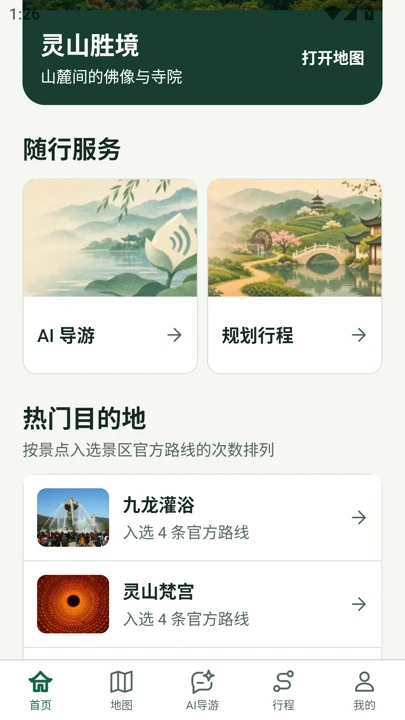 1:26
灵山胜境
山麓间的佛像与寺院
打开地图
随行服务
AI 导游
规划行程
热门目的地
按景点入选景区官方路线的次数排列
九龙灌浴
入选 4 条官方路线
灵山梵宫
入选 4 条官方路线
首页
地图
AI导游
行程
我的